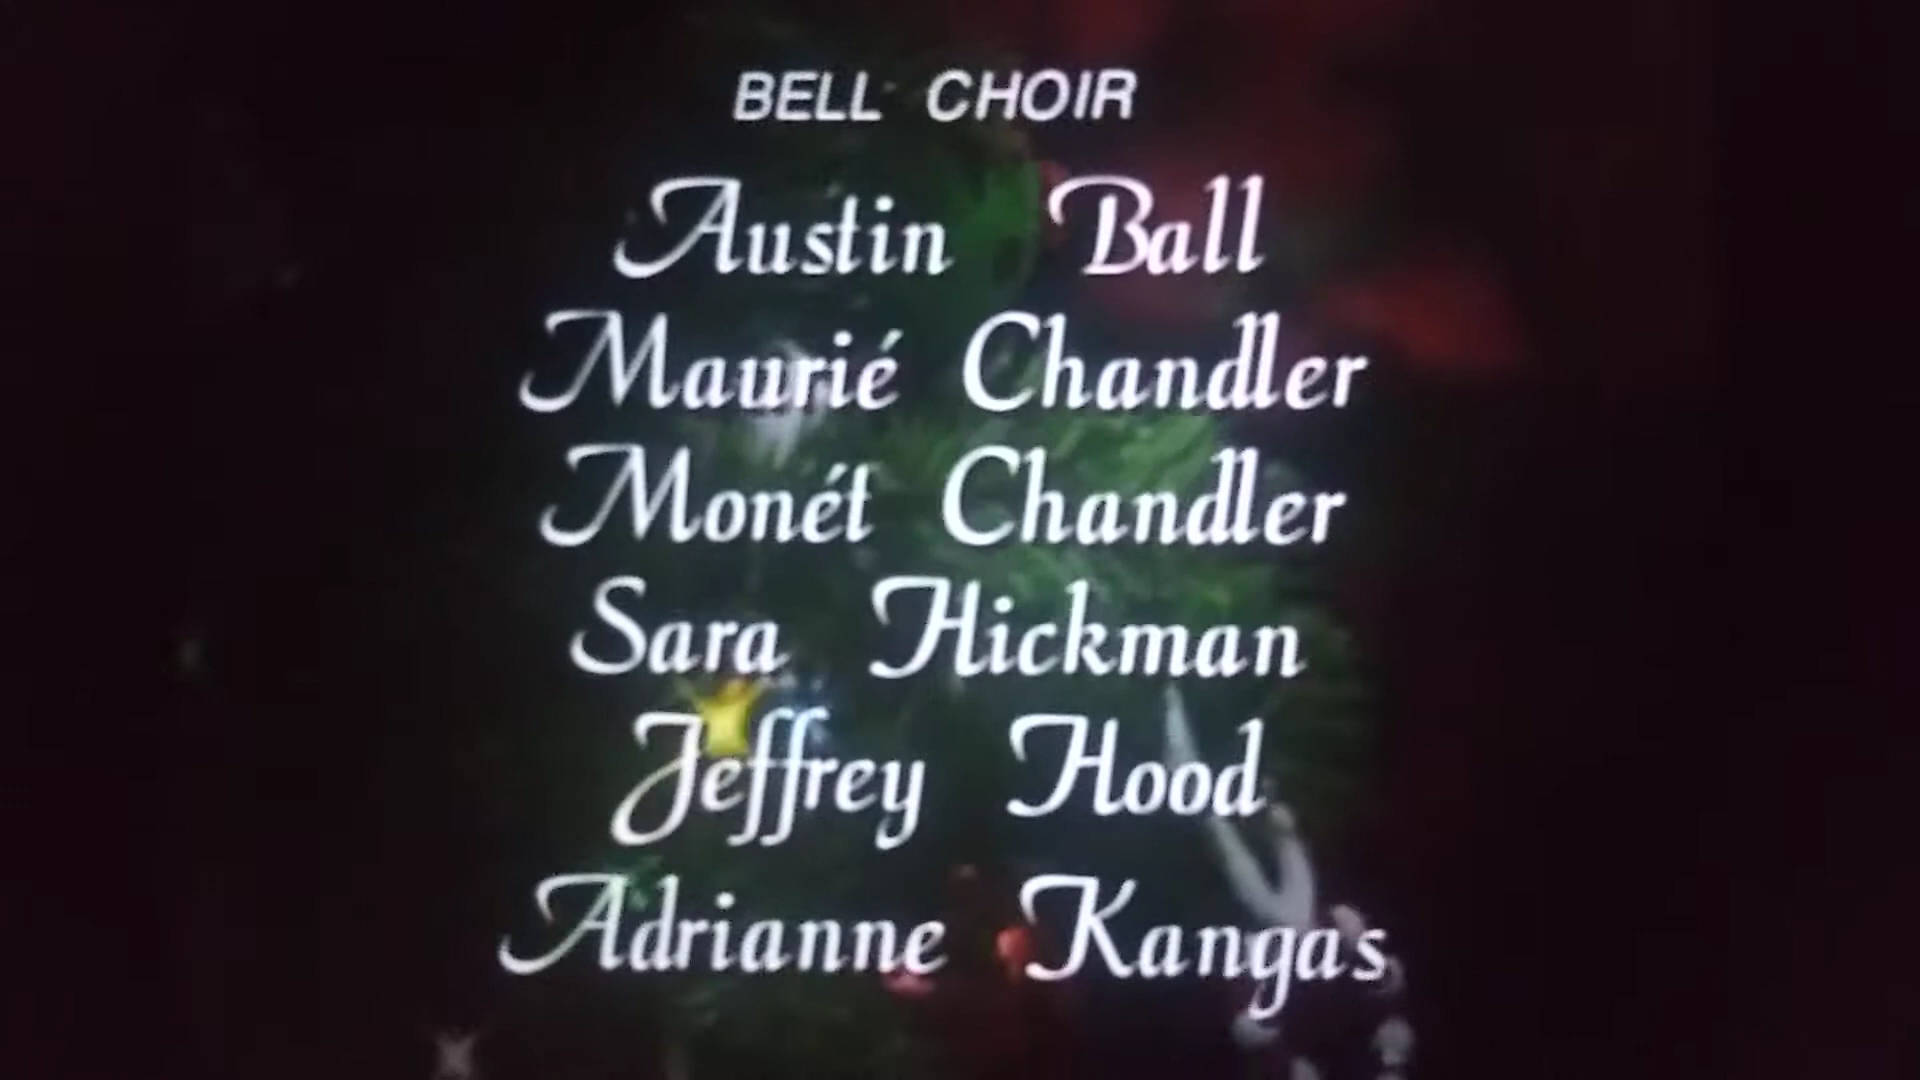 BELL CHOIR
Austin Ball
Maurié Chandler
Monét Chandler
Sara Hickman
Jeffrey Hood
Adrianne Kangas